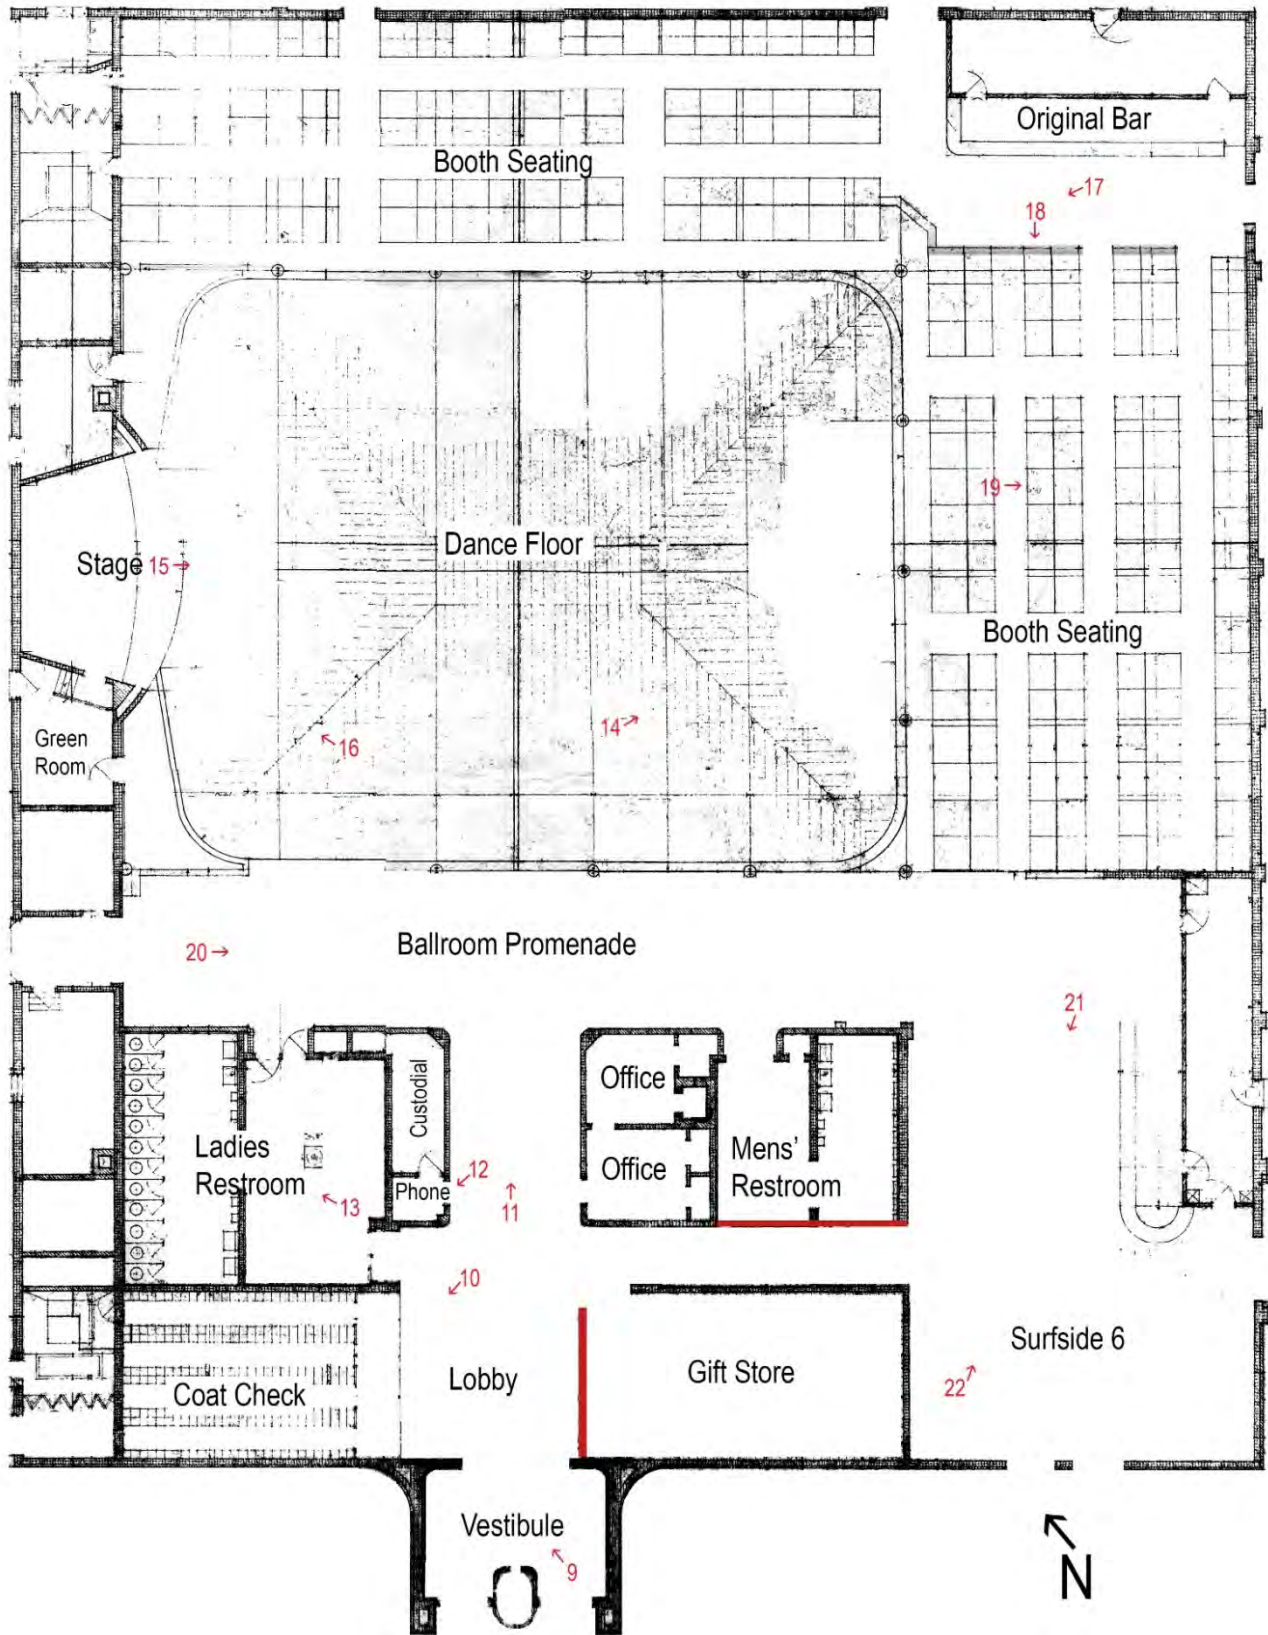 Original Bar
Booth Seating
←17
18
↓
19→
Dance Floor
Stage
15→
Booth Seating
14→
←16
Green
Room
Ballroom Promenade
20→
21
↓
Custodial
Office
Ladies
Restroom
Office
Mens'
Restroom
←12
Phone
↑
11
←13
←10
Surfside 6
Gift Store
Lobby
Coat Check
22↗
Vestibule
↖9
N